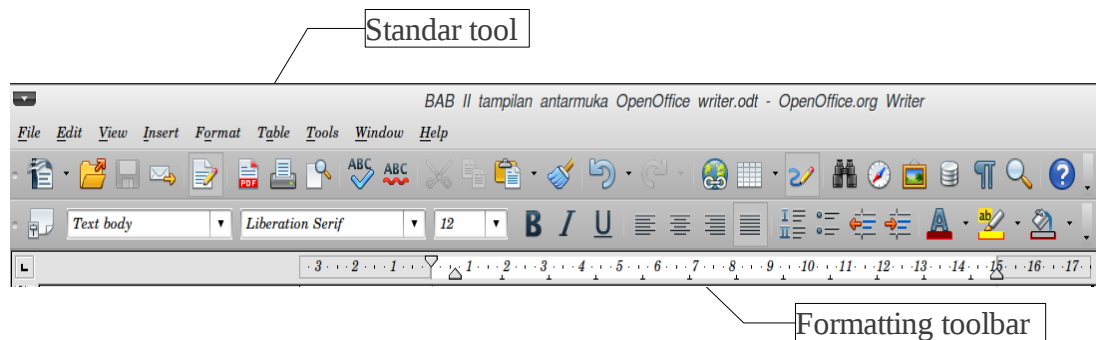 Standar tool
BAB II tampilan antarmuka OpenOffice writer.odt - OpenOffice.org Writer
File Edit View Insert Format Table Tools Window Help
PDF ABC ABC
Text body Liberation Serif 12 B I U I II A ab
L 3 2 1 1 2 3 4 5 6 7 8 9 10 11 12 13 14 15 16 17
Formatting toolbar